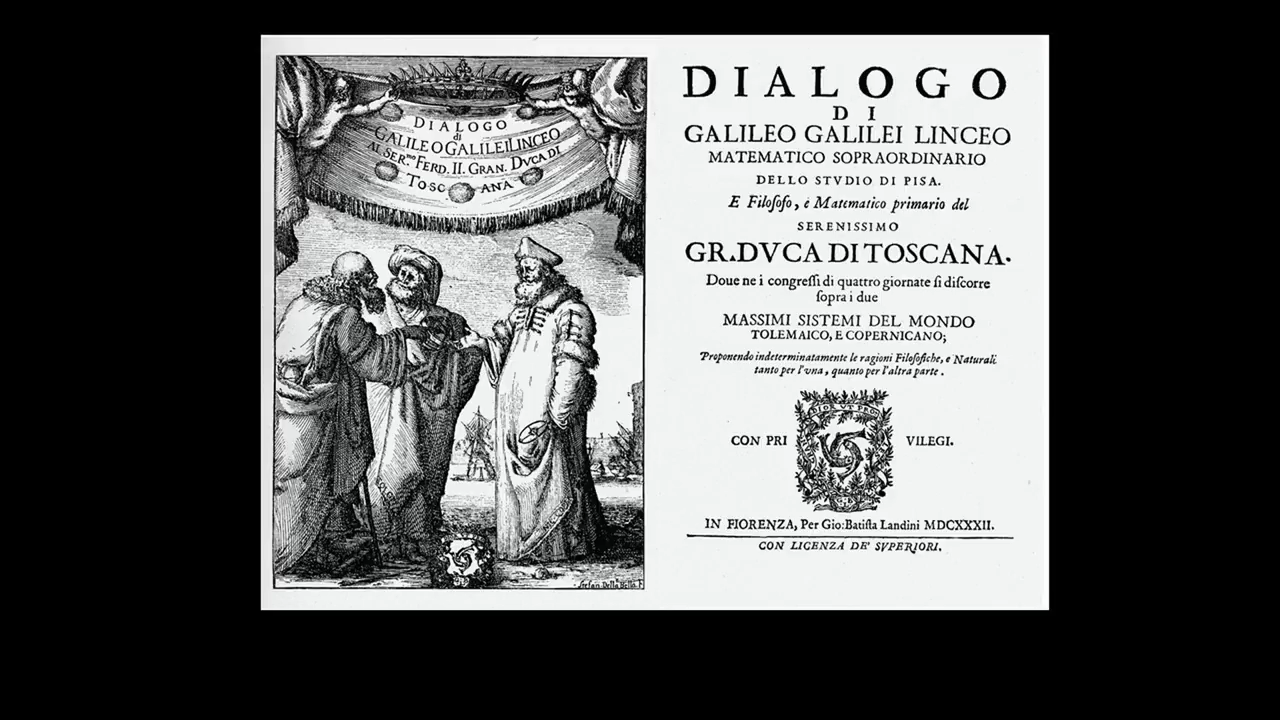 DIALOGO
di
GALILEO GALILEI LINCEO
AL SER.mo FERD. II. GRAN. DVCA DI
TOSCANA
Stefan Della Bella F.
DIALOGO
DI
GALILEO GALILEI LINCEO
MATEMATICO SOPRAORDINARIO
DELLO STVDIO DI PISA.
E Filoſofo, e Matematico primario del
SERENISSIMO
GR.DVCA DI TOSCANA.
Doue ne i congreſſi di quattro giornate ſi diſcorre
ſopra i due
MASSIMI SISTEMI DEL MONDO
TOLEMAICO, E COPERNICANO;
Proponendo indeterminatamente le ragioni Filoſofiche, e Naturali
tanto per l'vna, quanto per l'altra parte.
CON PRI VILEGI.
IN FIORENZA, Per Gio:Batiſta Landini MDCXXXII.
CON LICENZA DE' SVPERIORI.